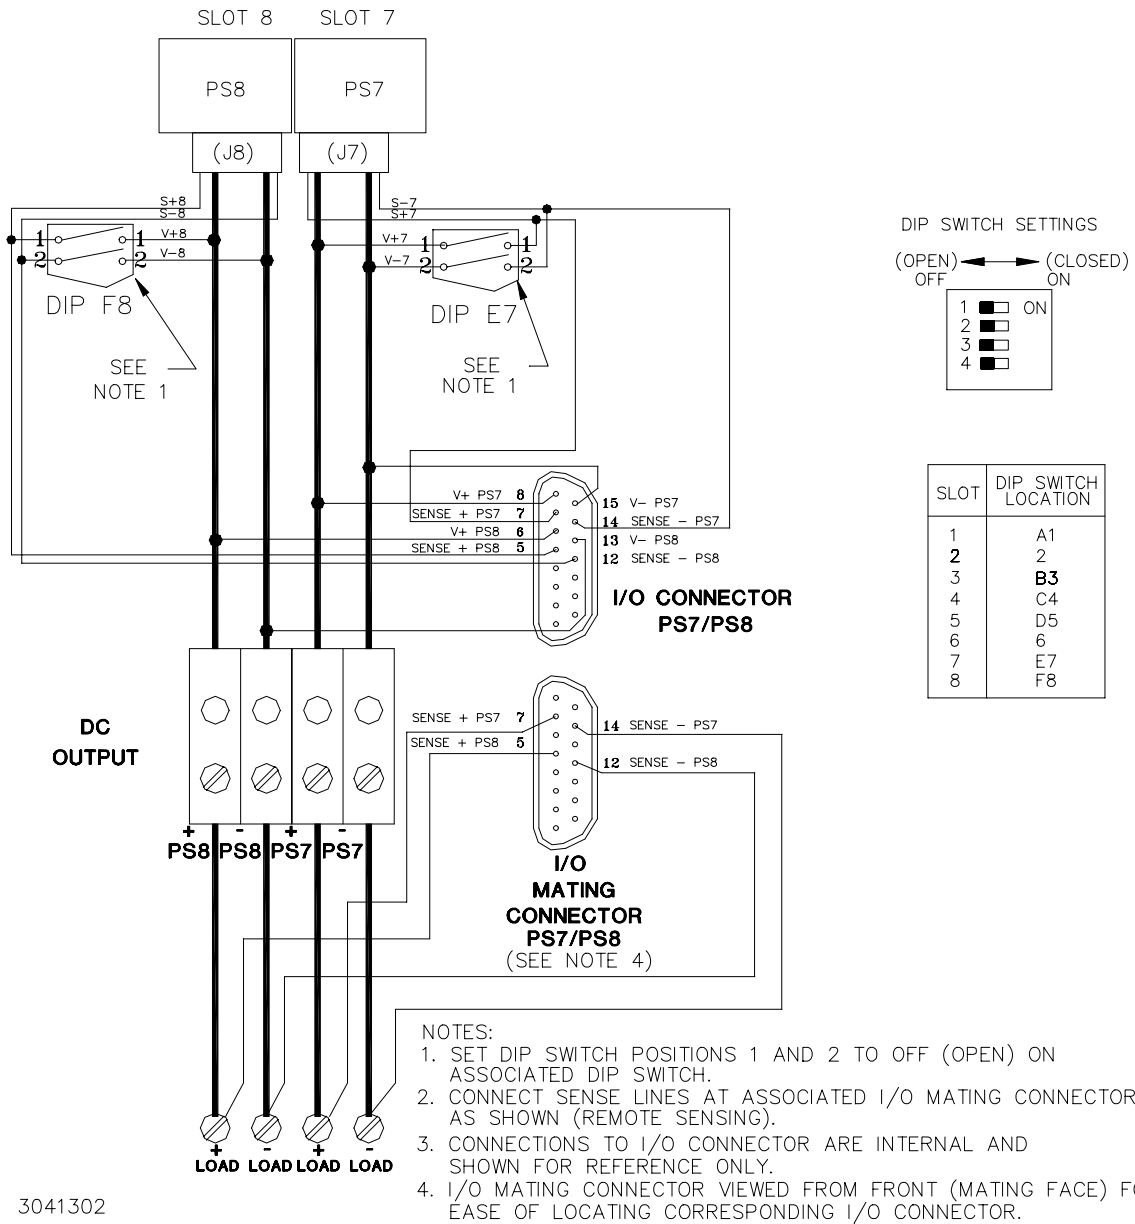 SLOT 8 SLOT 7
PS8 PS7
(J8) (J7)
S+8
S-8
V+8
V-8
1 1
2 2
DIP F8
SEE
NOTE 1
S-7
S+7
V+7
V-7
1 1
2 2
DIP E7
SEE
NOTE 1
DIP SWITCH SETTINGS
(OPEN) (CLOSED)
OFF ON
1 ON
2
3
4
V+ PS7 8
SENSE + PS7 7
V+ PS8 6
SENSE + PS8 5
15 V- PS7
14 SENSE - PS7
13 V- PS8
12 SENSE - PS8
I/O CONNECTOR
PS7/PS8
SLOT DIP SWITCH LOCATION
1 A1
2 2
3 B3
4 C4
5 D5
6 6
7 E7
8 F8
DC
OUTPUT
SENSE + PS7 7
SENSE + PS8 5
14 SENSE - PS7
12 SENSE - PS8
+ - + -
PS8 PS8 PS7 PS7
I/O
MATING
CONNECTOR
PS7/PS8
(SEE NOTE 4)
+ - + -
LOAD LOAD LOAD LOAD
NOTES:
1. SET DIP SWITCH POSITIONS 1 AND 2 TO OFF (OPEN) ON
ASSOCIATED DIP SWITCH.
2. CONNECT SENSE LINES AT ASSOCIATED I/O MATING CONNECTOR
AS SHOWN (REMOTE SENSING).
3. CONNECTIONS TO I/O CONNECTOR ARE INTERNAL AND
SHOWN FOR REFERENCE ONLY.
4. I/O MATING CONNECTOR VIEWED FROM FRONT (MATING FACE)
EASE OF LOCATING CORRESPONDING I/O CONNECTOR.
3041302